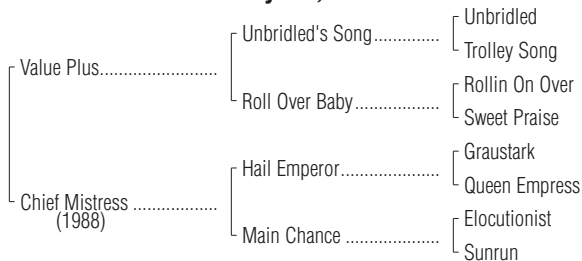 Unbridled
Unbridled's Song..............
Trolley Song
Value Plus.........................
Rollin On Over
Roll Over Baby..................
Sweet Praise
Graustark
Hail Emperor.....................
Queen Empress
Chief Mistress ..................
(1988)
Elocutionist
Main Chance ....................
Sunrun